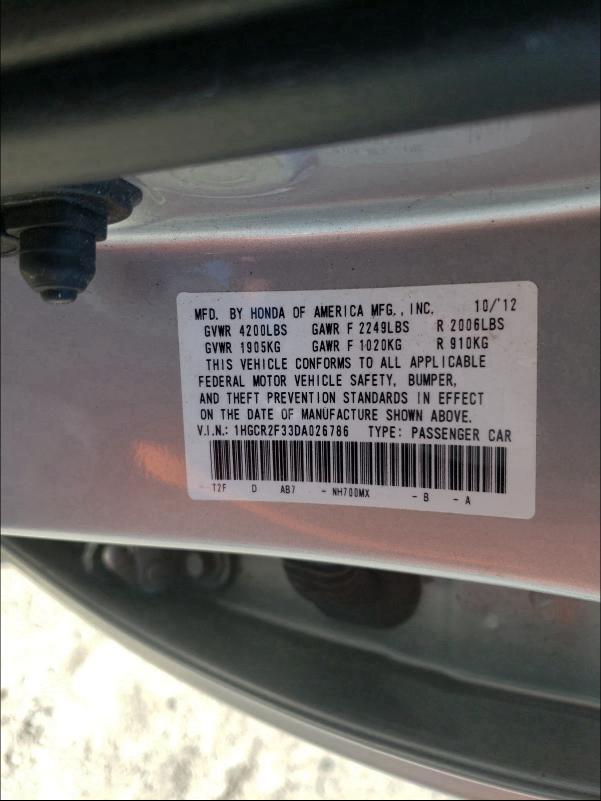 MFD. BY HONDA OF AMERICA MFG., INC. 10/'12
GVWR 4200LBS GAWR F 2249LBS R 2006LBS
GVWR 1905KG GAWR F 1020KG R 910KG
THIS VEHICLE CONFORMS TO ALL APPLICABLE
FEDERAL MOTOR VEHICLE SAFETY, BUMPER,
AND THEFT PREVENTION STANDARDS IN EFFECT
ON THE DATE OF MANUFACTURE SHOWN ABOVE.
V.I.N.: 1HGCR2F33DA026786 TYPE: PASSENGER CAR
T2F D AB7 - NH700MX - B - A